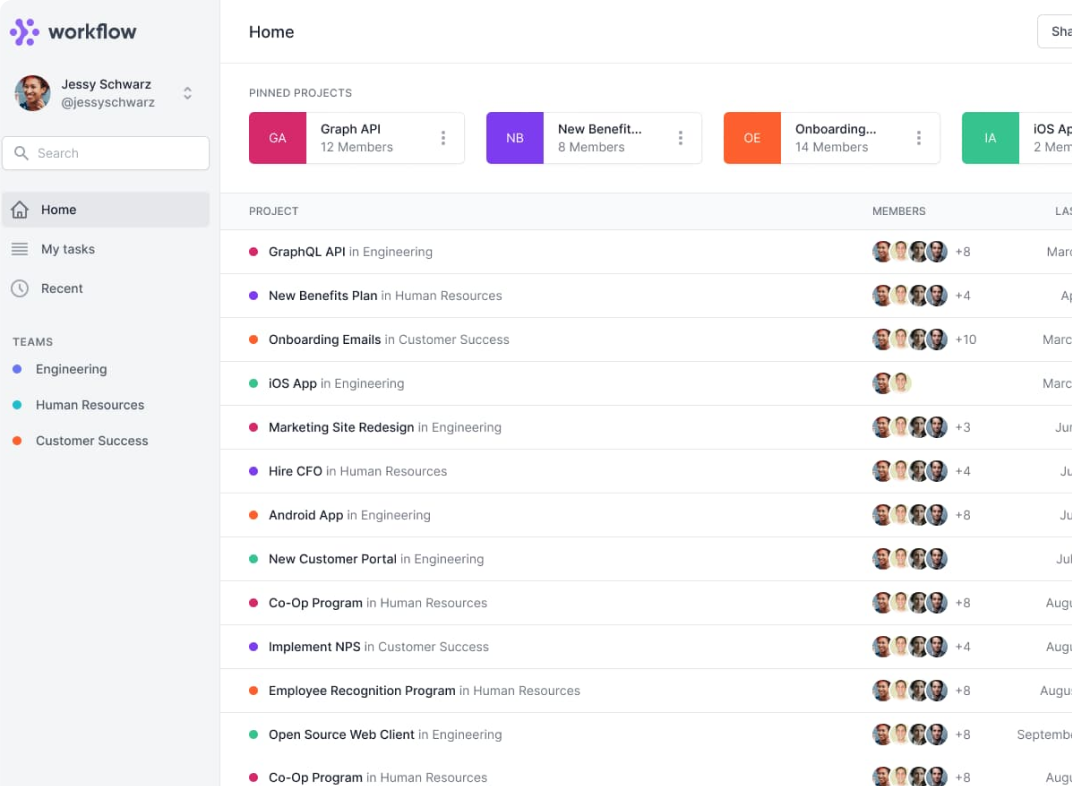 workflow
Jessy Schwarz
@jessyschwarz
Search
Home
My tasks
Recent
TEAMS
Engineering
Human Resources
Customer Success
Home
Sha
PINNED PROJECTS
GA
Graph API
12 Members
NB
New Benefit...
8 Members
OE
Onboarding...
14 Members
IA
iOS Ap
2 Mem
PROJECT MEMBERS LAS
GraphQL API in Engineering +8 Marc
New Benefits Plan in Human Resources +4 Ap
Onboarding Emails in Customer Success +10 Marc
iOS App in Engineering Marc
Marketing Site Redesign in Engineering +3 Jun
Hire CFO in Human Resources +4 Ju
Android App in Engineering +8 Ju
New Customer Portal in Engineering Jul
Co-Op Program in Human Resources +8 Augu
Implement NPS in Customer Success +4 Augu
Employee Recognition Program in Human Resources +8 Augus
Open Source Web Client in Engineering +8 Septembe
Co-Op Program in Human Resources +8 Augu